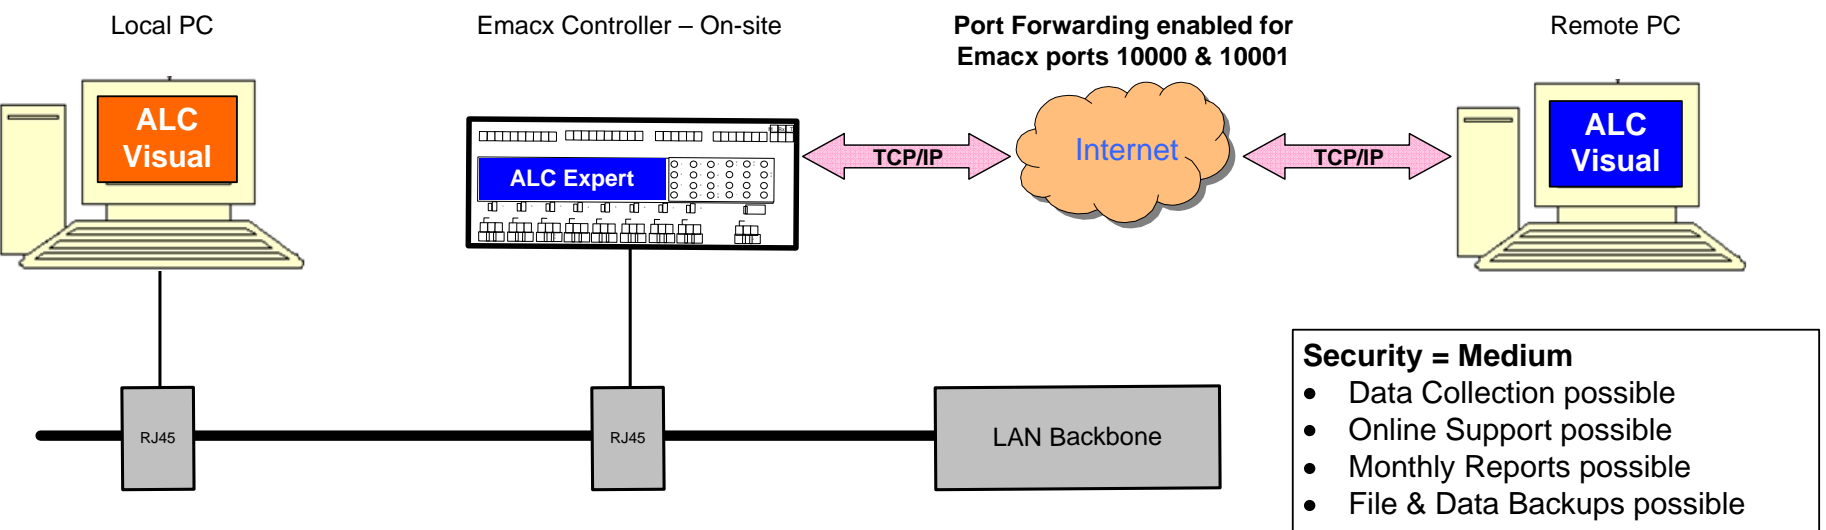 Local PC
Emacx Controller – On-site
Port Forwarding enabled for
Emacx ports 10000 & 10001
Remote PC
ALC
Visual
ALC Expert
TCP/IP
Internet
TCP/IP
ALC
Visual
RJ45
RJ45
LAN Backbone
Security = Medium
• Data Collection possible
• Online Support possible
• Monthly Reports possible
• File & Data Backups possible